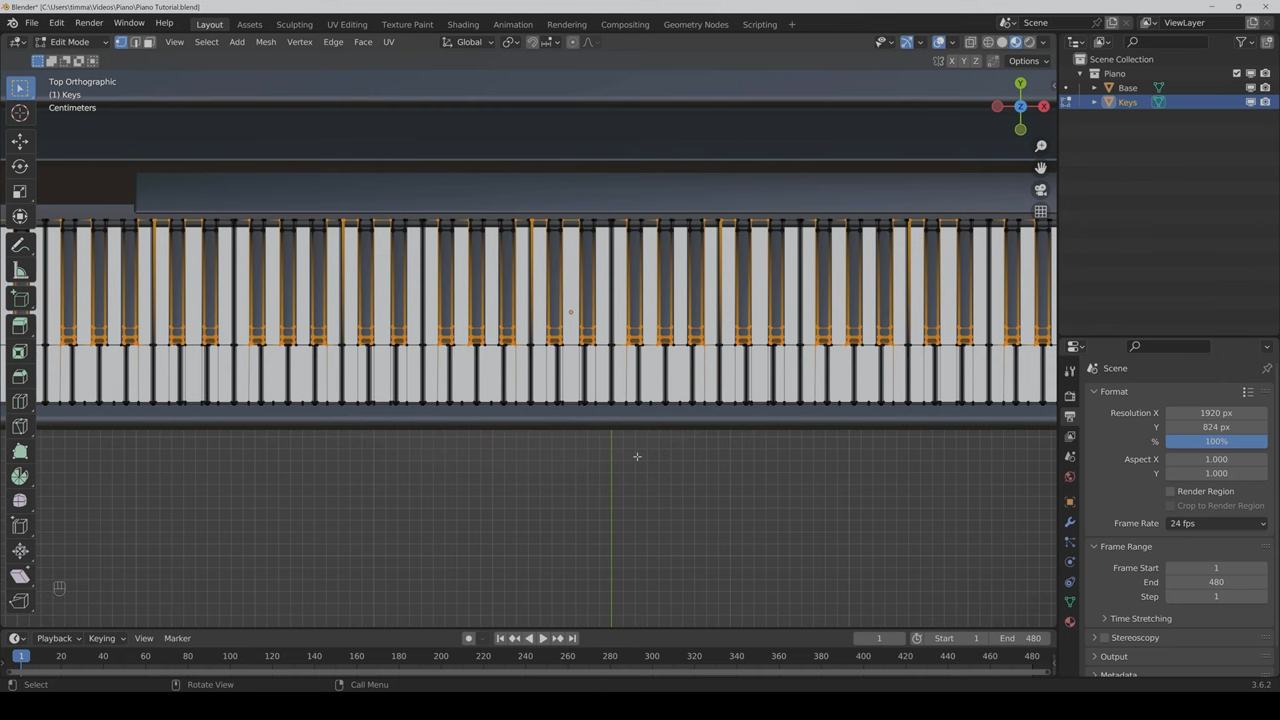 Blender* [C:\Users\timma\Videos\Piano\Piano Tutorial.blend]
File Edit Render Window Help Layout Assets Sculpting UV Editing Texture Paint Shading Animation Rendering Compositing Geometry Nodes Scripting + Scene ViewLayer
Edit Mode View Select Add Mesh Vertex Edge Face UV Global
X Y Z Options
Top Orthographic
(1) Keys
Centimeters
Y
Z X
Scene Collection
Piano
Base
Keys
Scene
Format
Resolution X 1920 px
Y 824 px
% 100%
Aspect X 1.000
Y 1.000
Render Region
Crop to Render Region
Frame Rate 24 fps
Frame Range
Frame Start 1
End 480
Step 1
Time Stretching
Stereoscopy
Output
Metadata
Playback Keying View Marker 1 Start 1 End 480
1 20 40 60 80 100 120 140 160 180 200 220 240 260 280 300 320 340 360 380 400 420 440 460 480
Select Rotate View Call Menu 3.6.2